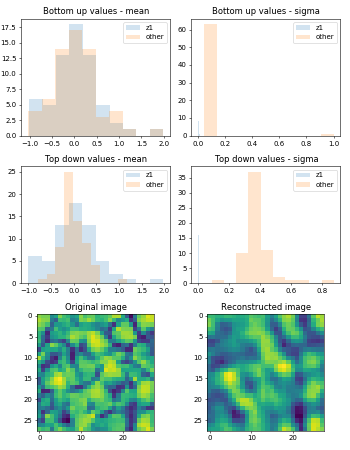 Bottom up values - mean
17.5
15.0
12.5
10.0
7.5
5.0
2.5
0.0
z1
other
−1.0 −0.5 0.0 0.5 1.0 1.5 2.0
Bottom up values - sigma
60
50
40
30
20
10
0
z1
other
0.0 0.2 0.4 0.6 0.8 1.0
Top down values - mean
25
20
15
10
5
0
z1
other
−1.0 −0.5 0.0 0.5 1.0 1.5 2.0
Top down values - sigma
35
30
25
20
15
10
5
0
z1
other
0.0 0.2 0.4 0.6 0.8
Original image
0
5
10
15
20
25
0 10 20
Reconstructed image
0
5
10
15
20
25
0 10 20